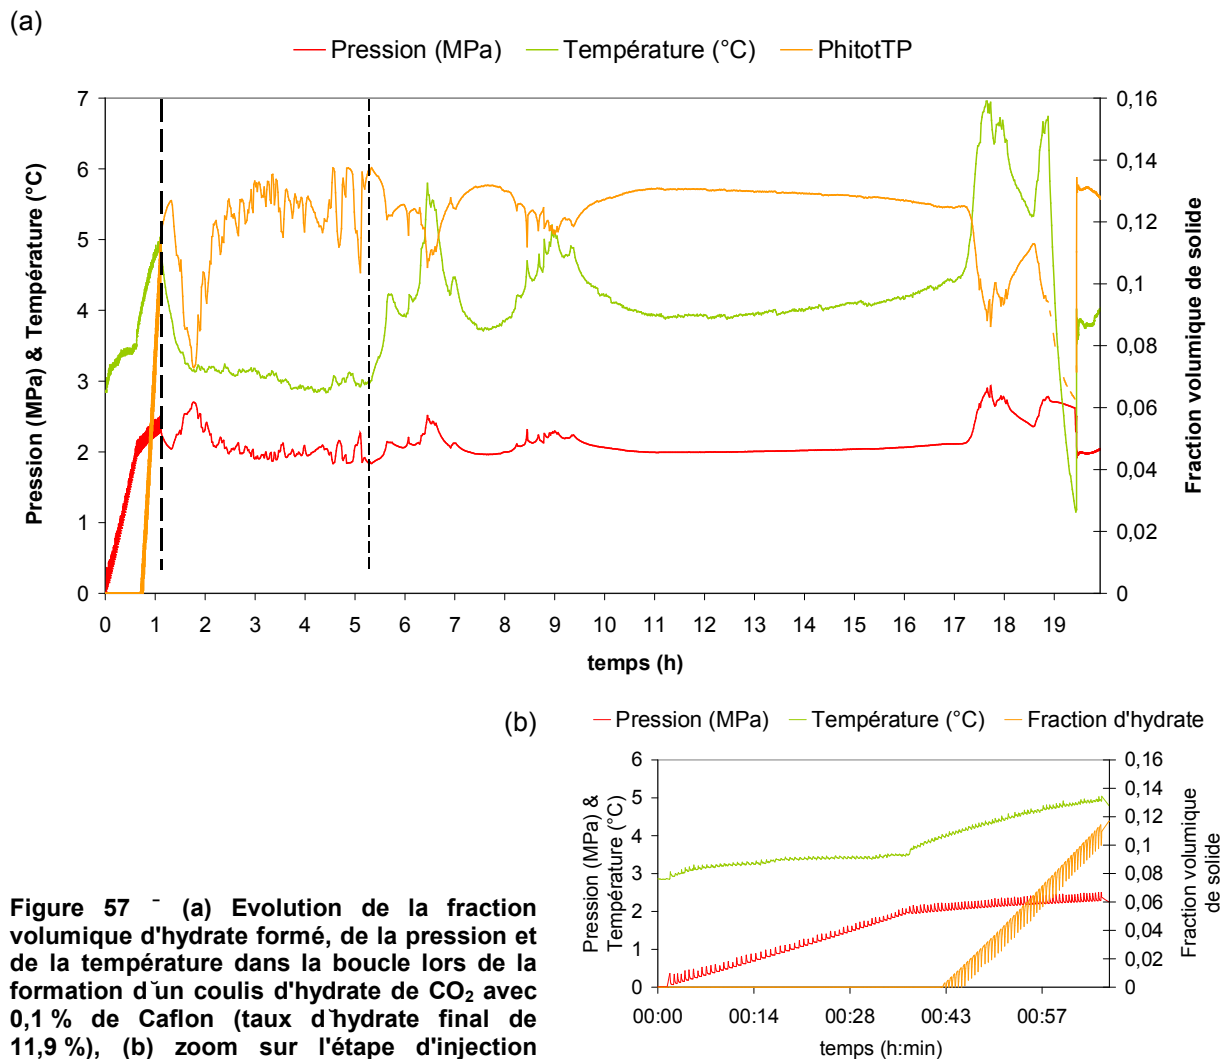 (a)
Pression (MPa) Température (°C) PhitotTP
7
6
5
4
3
2
1
0
0,16
0,14
0,12
0,1
0,08
0,06
0,04
0,02
0
Pression (MPa) & Température (°C)
Fraction volumique de solide
0 1 2 3 4 5 6 7 8 9 10 11 12 13 14 15 16 17 18 19
temps (h)
(b)
Pression (MPa) Température (°C) Fraction d'hydrate
6
5
4
3
2
1
0
0,16
0,14
0,12
0,1
0,08
0,06
0,04
0,02
0
Pression (MPa) &
Température (°C)
Fraction volumique
de solide
00:00 00:14 00:28 00:43 00:57
temps (h:min)
Figure 57 - (a) Evolution de la fraction
volumique d'hydrate formé, de la pression et
de la température dans la boucle lors de la
formation d˘un coulis d'hydrate de CO₂ avec
0,1 % de Caflon (taux d˘hydrate final de
11,9 %), (b) zoom sur l'étape d'injection